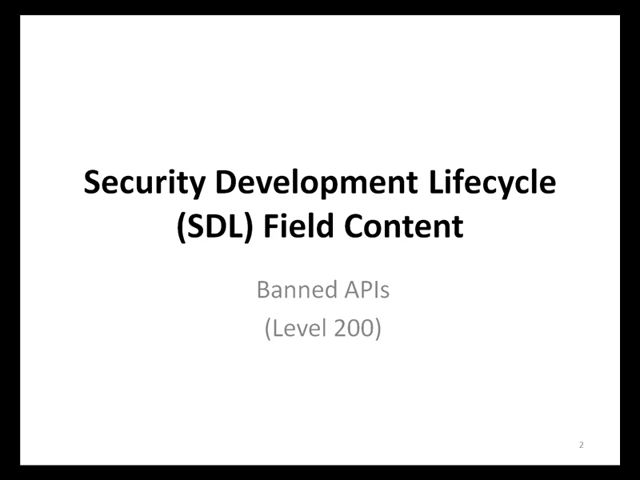 Security Development Lifecycle
(SDL) Field Content
Banned APIs
(Level 200)
2